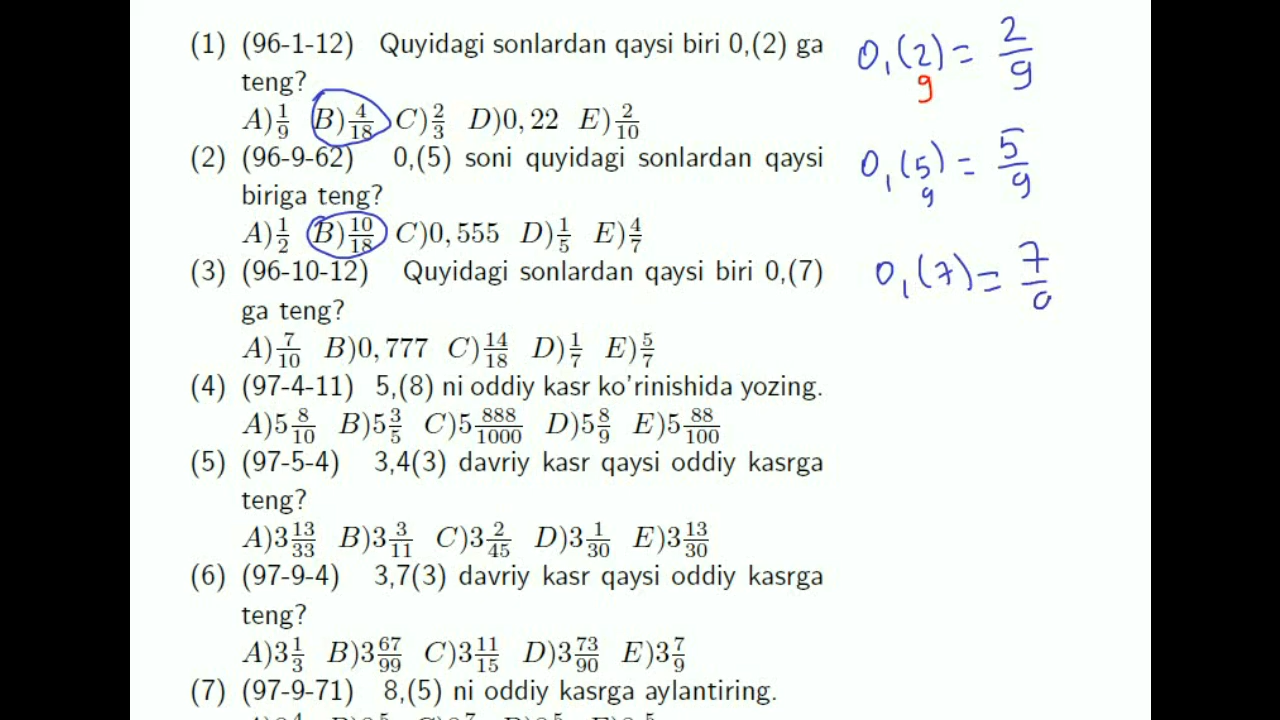 (1) (96-1-12) Quyidagi sonlardan qaysi biri 0,(2) ga
teng?
A) 1/9 B) 4/18 C) 2/3 D) 0,22 E) 2/10
(2) (96-9-62) 0,(5) soni quyidagi sonlardan qaysi
biriga teng?
A) 1/2 B) 10/18 C) 0,555 D) 1/5 E) 4/7
(3) (96-10-12) Quyidagi sonlardan qaysi biri 0,(7)
ga teng?
A) 7/10 B) 0,777 C) 14/18 D) 1/7 E) 5/7
(4) (97-4-11) 5,(8) ni oddiy kasr ko'rinishida yozing.
A) 5 8/10 B) 5 3/5 C) 5 888/1000 D) 5 8/9 E) 5 88/100
(5) (97-5-4) 3,4(3) davriy kasr qaysi oddiy kasrga
teng?
A) 3 13/33 B) 3 3/11 C) 3 2/45 D) 3 1/30 E) 3 13/30
(6) (97-9-4) 3,7(3) davriy kasr qaysi oddiy kasrga
teng?
A) 3 1/3 B) 3 67/99 C) 3 11/15 D) 3 73/90 E) 3 7/9
(7) (97-9-71) 8,(5) ni oddiy kasrga aylantiring.
0,(2) = 2/9
9
0,(5) = 5/9
9
0,(7) = 7/